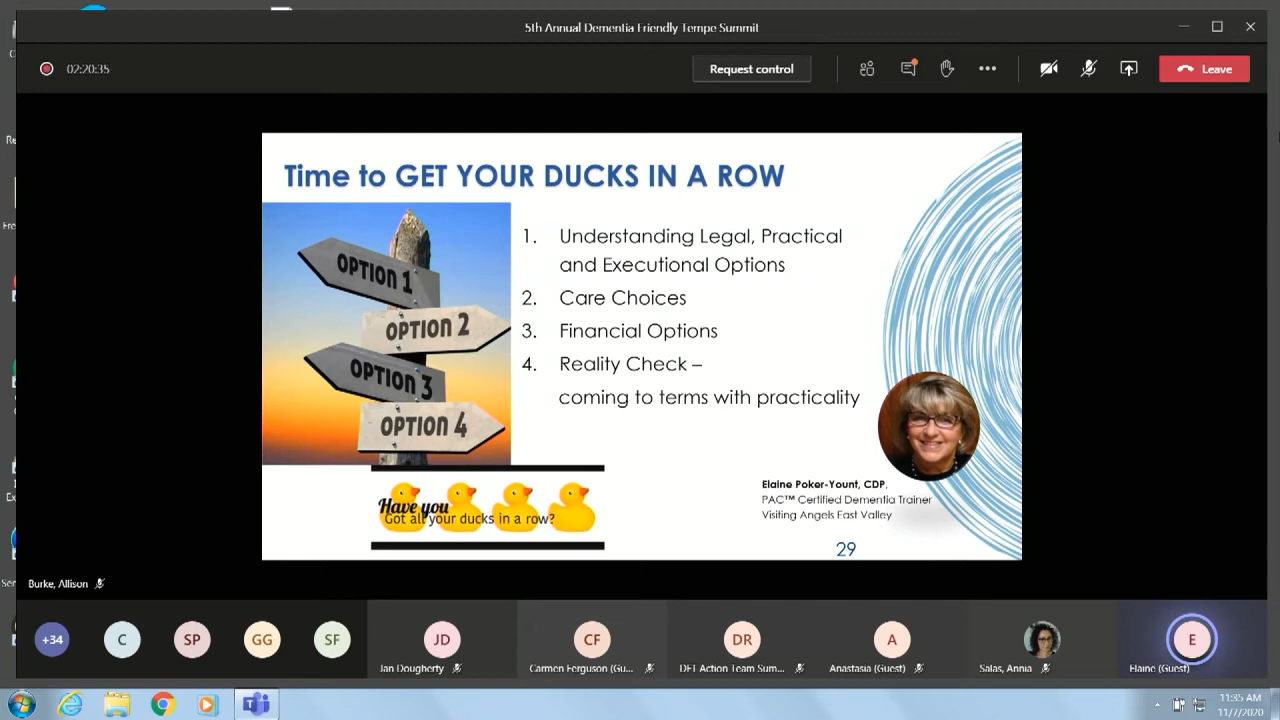 5th Annual Dementia Friendly Tempe Summit
02:20:35
Request control
Leave
Time to GET YOUR DUCKS IN A ROW
OPTION 1
OPTION 2
OPTION 3
OPTION 4
1. Understanding Legal, Practical
and Executional Options
2. Care Choices
3. Financial Options
4. Reality Check –
coming to terms with practicality
Have you
Got all your ducks in a row?
Elaine Poker-Yount, CDP,
PAC™ Certified Dementia Trainer
Visiting Angels East Valley
29
Burke, Allison
+34
C
SP
GG
SF
JD
CF
DR
A
E
Jan Dougherty
Carmen Ferguson (Gu...
DFT Action Team Sum...
Anastasia (Guest)
Salas, Annia
Elaine (Guest)
11:35 AM
11/7/2020